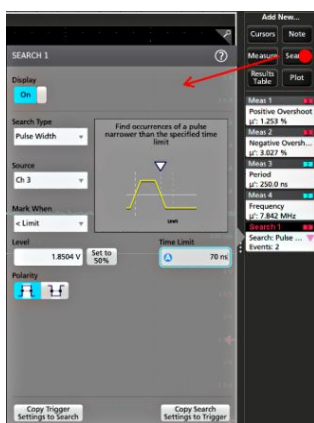 Add New...
Cursors
Note
SEARCH 1
?
Measure
Results
Table
Plot
Display
On
Search Type
Pulse Width
Find occurrences of a pulse
narrower than the specified time
limit
Source
Ch 3
Mark When
< Limit
Level
1.8504 V
Set to
50%
Time Limit
70 ns
Polarity
Copy Trigger
Settings to Search
Copy Search
Settings to Trigger
Meas 1
Positive Overshoot
µ': 1.253 %
Meas 2
Negative Oversh...
µ': 3.027 %
Meas 3
Period
µ': 250.0 ns
Meas 4
Frequency
µ': 7.842 MHz
Search 1
Search: Pulse ...
Events: 2